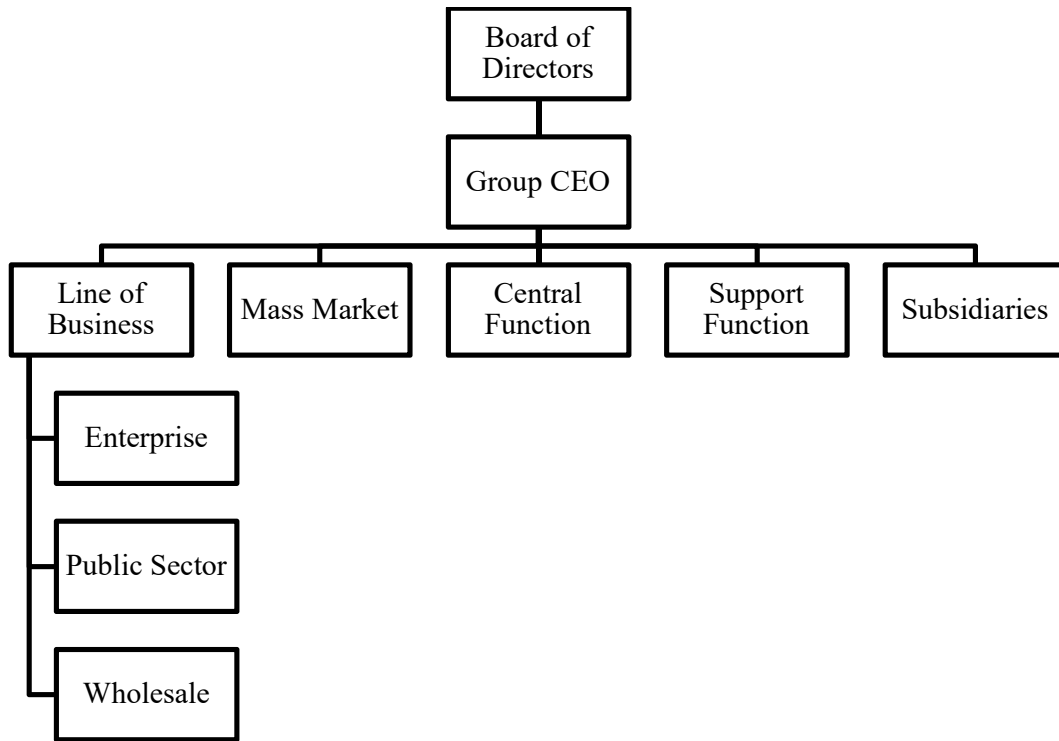 Board of
Directors
Group CEO
Line of
Business
Mass Market
Central
Function
Support
Function
Subsidiaries
Enterprise
Public Sector
Wholesale